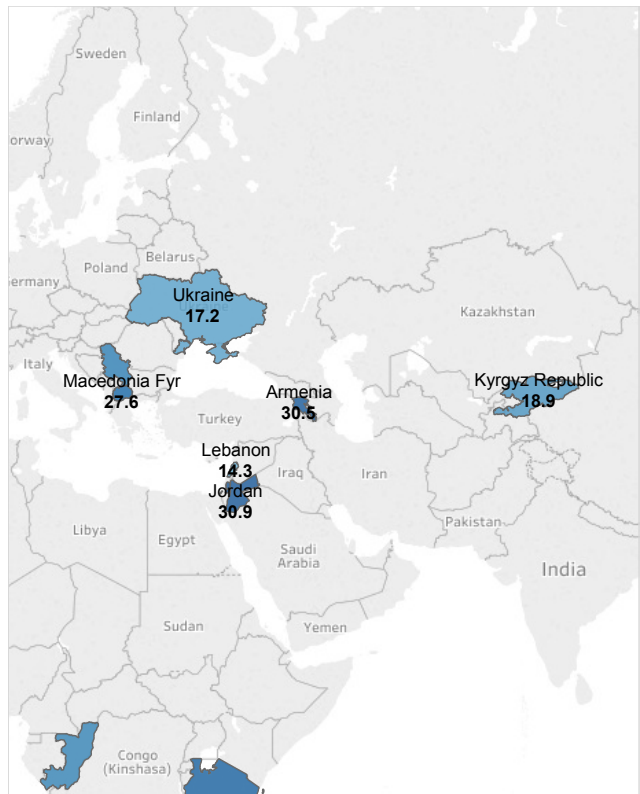 Sweden
Finland
orway
Belarus
Poland
ermany
Ukraine
17.2
Kazakhstan
Italy
Macedonia Fyr
27.6
Armenia
30.5
Kyrgyz Republic
18.9
Turkey
Lebanon
14.3
Jordan
30.9
Iraq
Iran
Pakistan
Libya
Egypt
Saudi
Arabia
India
Sudan
Yemen
Congo
(Kinshasa)